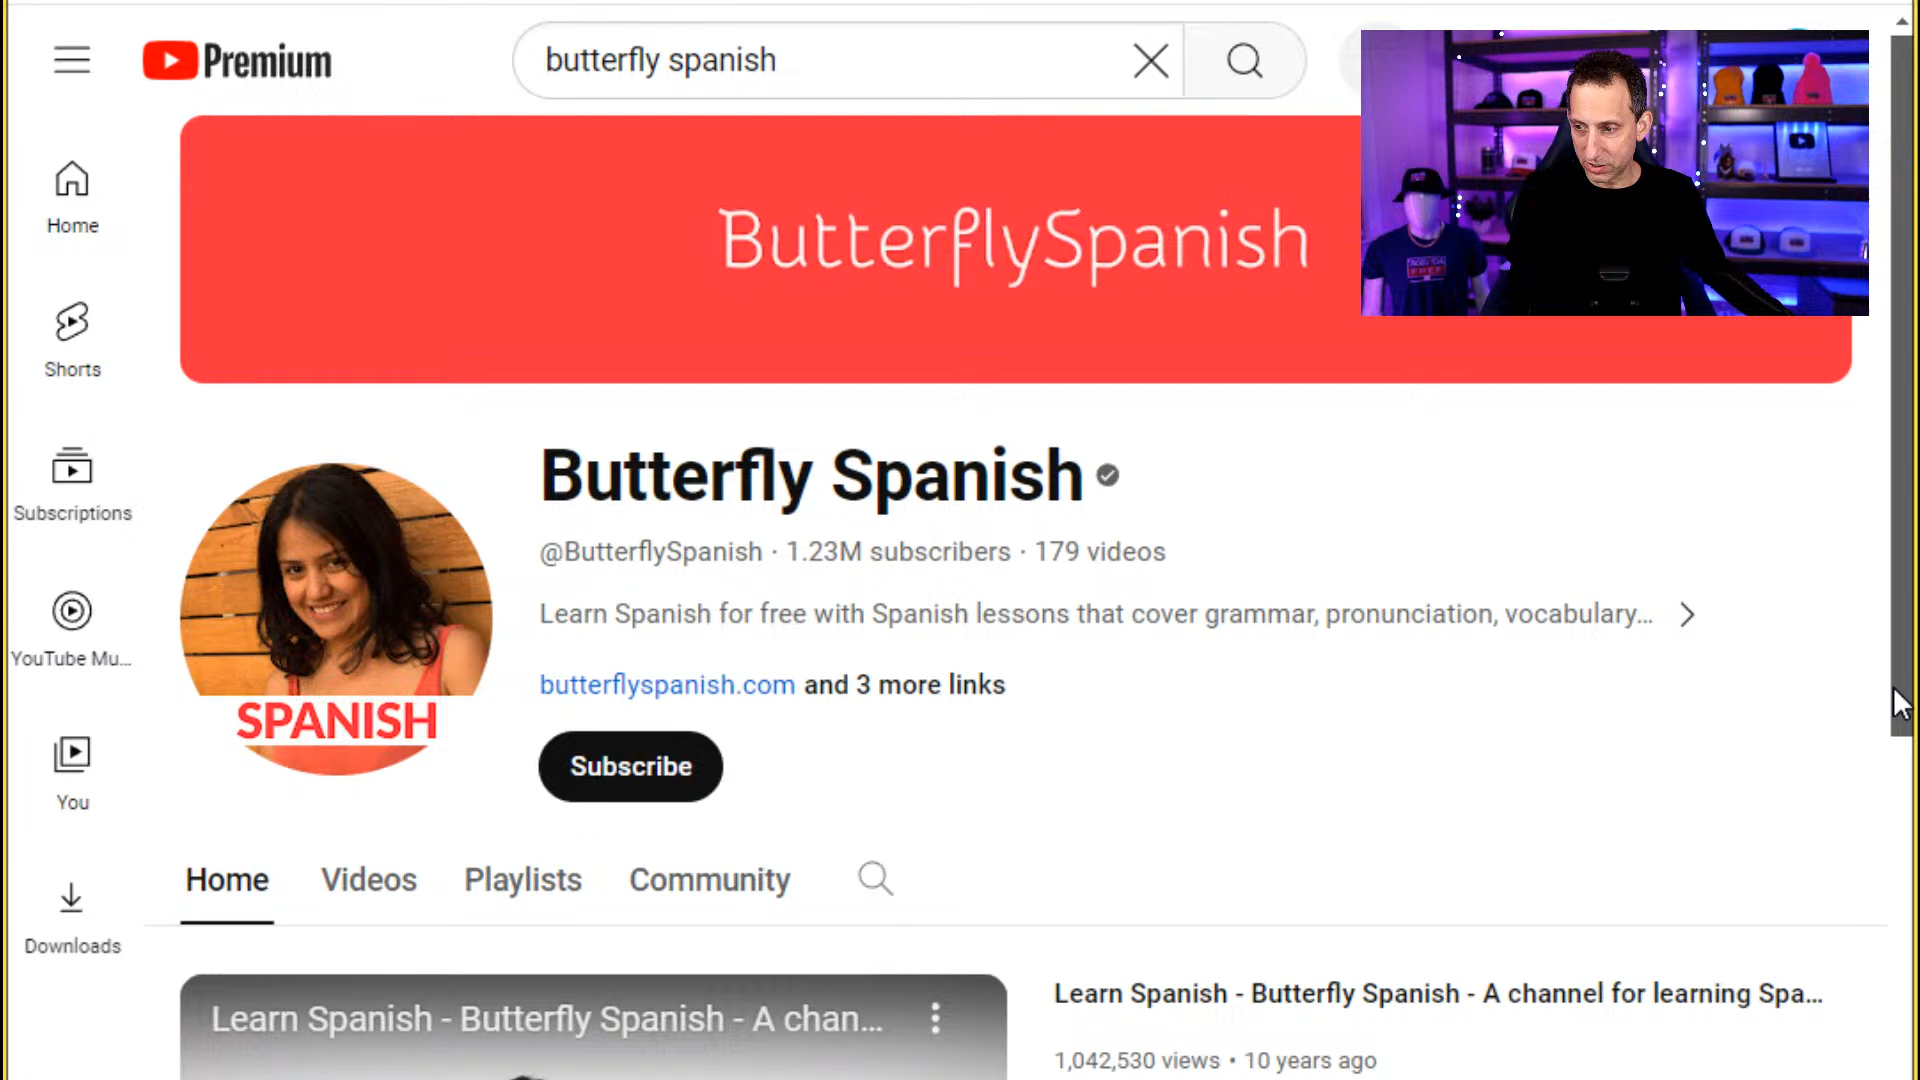 Premium
butterfly spanish
Home
Shorts
Subscriptions
YouTube Mu...
You
Downloads
ButterflySpanish
SPANISH
Butterfly Spanish
@ButterflySpanish · 1.23M subscribers · 179 videos
Learn Spanish for free with Spanish lessons that cover grammar, pronunciation, vocabulary...
butterflyspanish.com and 3 more links
Subscribe
Home Videos Playlists Community
Learn Spanish - Butterfly Spanish - A chan...
Learn Spanish - Butterfly Spanish - A channel for learning Spa...
1,042,530 views • 10 years ago